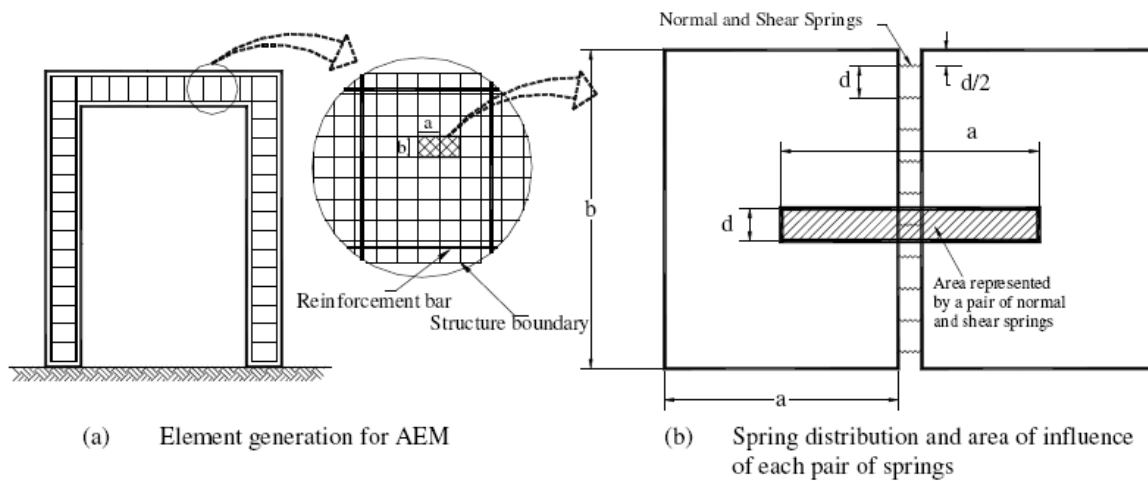 Normal and Shear Springs
d
d/2
a
a
b
b
d
Area represented
by a pair of normal
and shear springs
Reinforcement bar
Structure boundary
a
(a) Element generation for AEM
(b) Spring distribution and area of influence
of each pair of springs